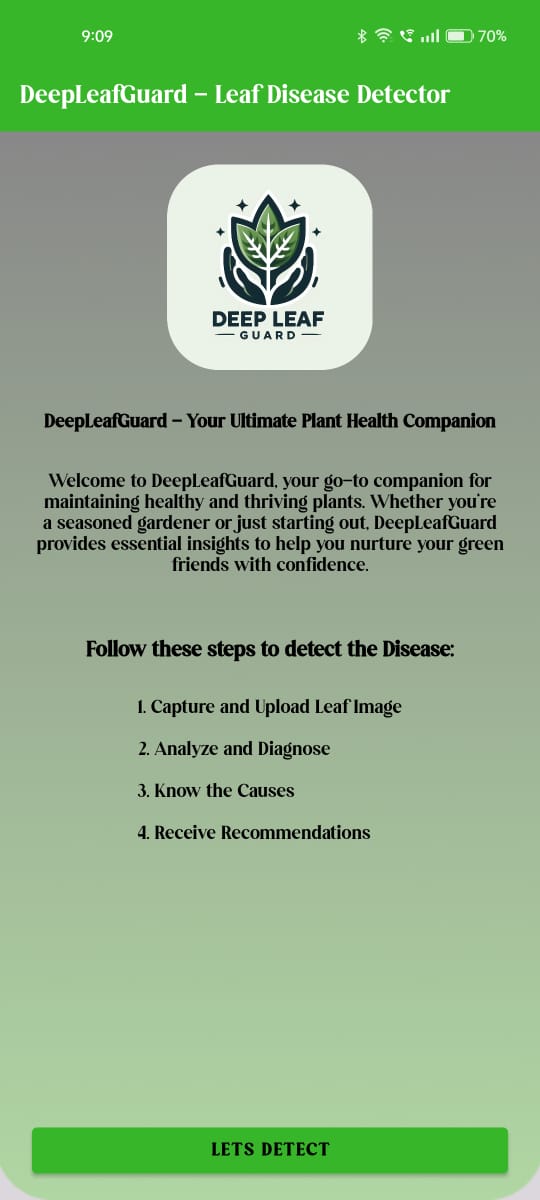 9:09
70%
DeepLeafGuard – Leaf Disease Detector
DEEP LEAF
GUARD
DeepLeafGuard – Your Ultimate Plant Health Companion
Welcome to DeepLeafGuard, your go-to companion for
maintaining healthy and thriving plants. Whether you're
a seasoned gardener or just starting out, DeepLeafGuard
provides essential insights to help you nurture your green
friends with confidence.
Follow these steps to detect the Disease:
1. Capture and Upload Leaf Image
2. Analyze and Diagnose
3. Know the Causes
4. Receive Recommendations
LETS DETECT